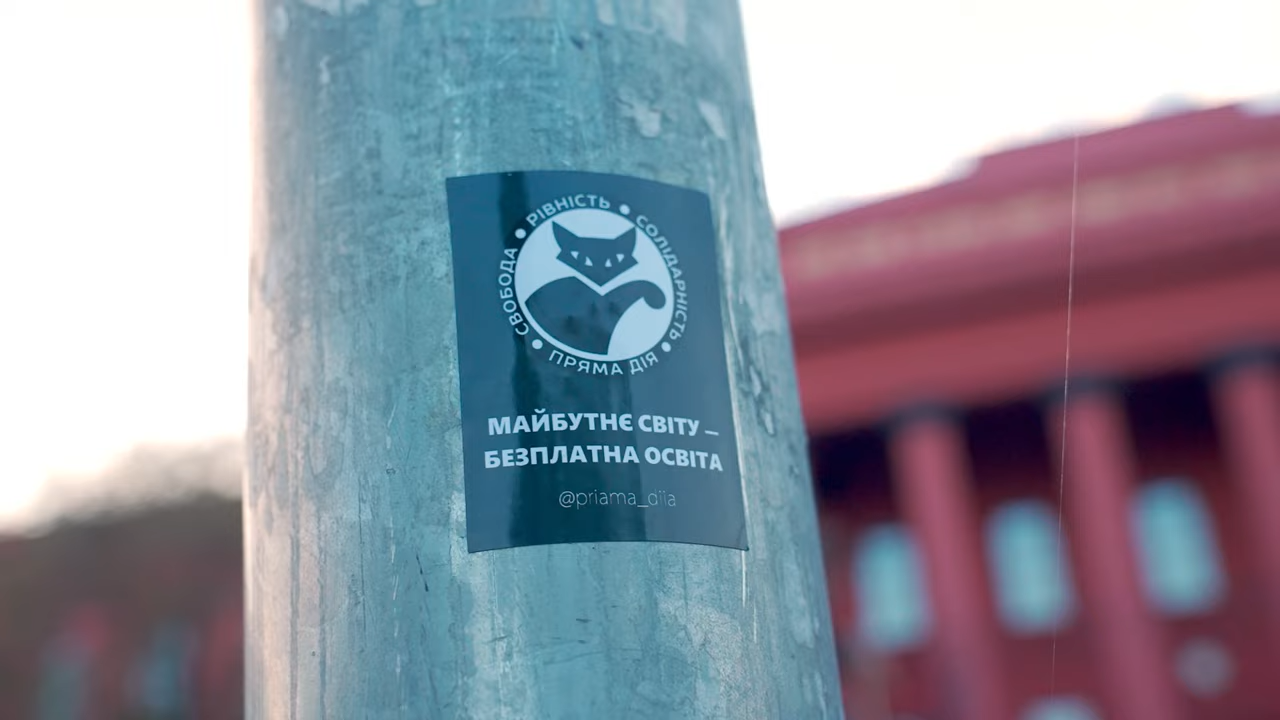 СВОБОДА • РІВНІСТЬ • СОЛІДАРНІСТЬ • ПРЯМА ДІЯ •
МАЙБУТНЄ СВІТУ –
БЕЗПЛАТНА ОСВІТА
@priama_diia